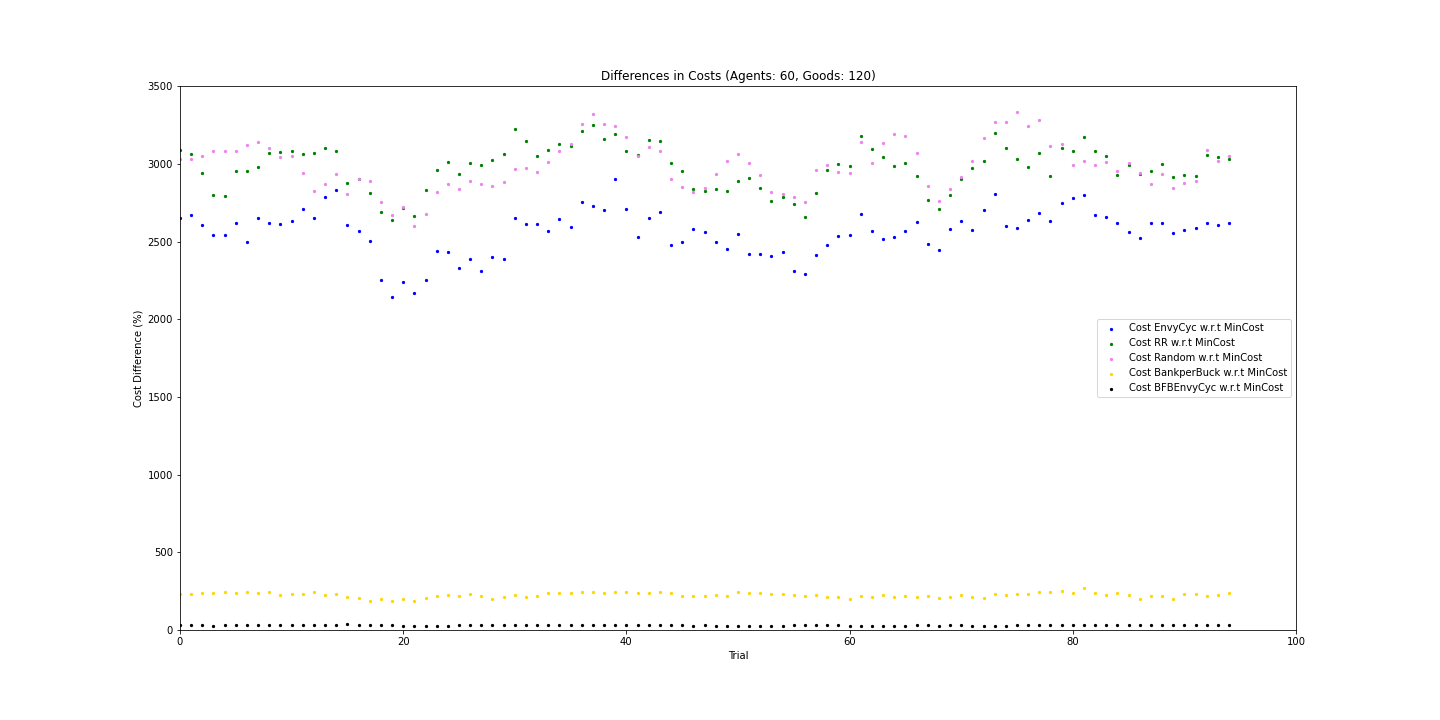 Differences in Costs (Agents: 60, Goods: 120)
3500
3000
2500
2000
1500
1000
500
0
Cost Difference (%)
Cost EnvyCyc w.r.t MinCost
Cost RR w.r.t MinCost
Cost Random w.r.t MinCost
Cost BankperBuck w.r.t MinCost
Cost BFBEnvyCyc w.r.t MinCost
0 20 40 60 80 100
Trial